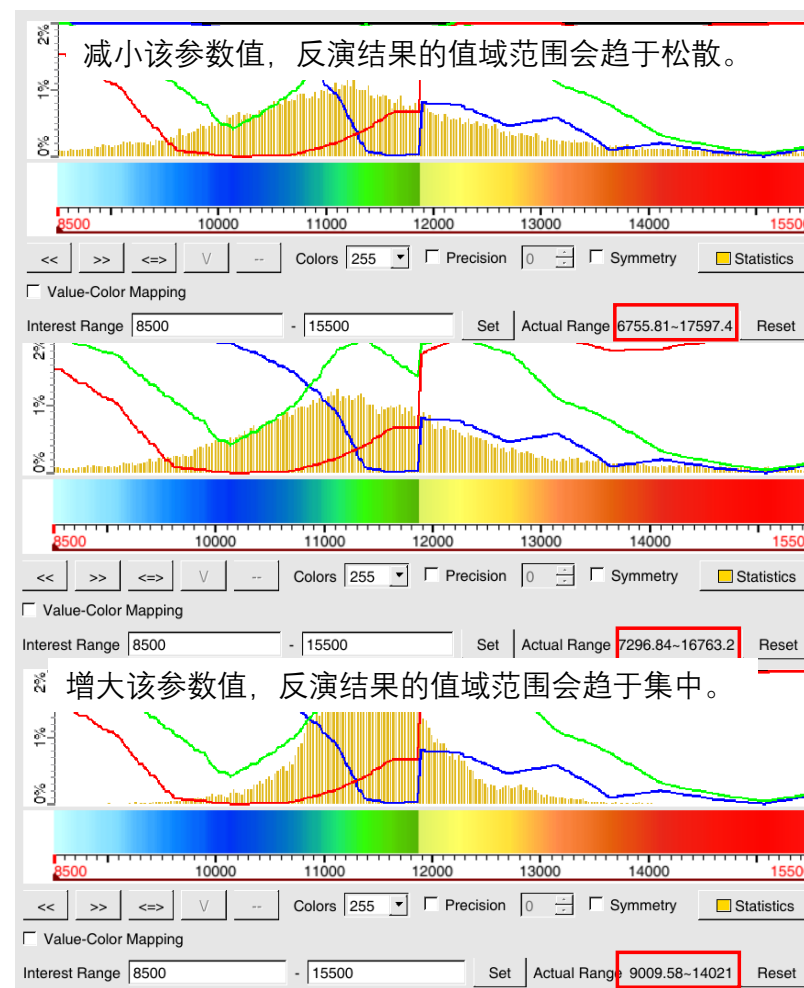 2%
减小该参数值，反演结果的值域范围会趋于松散。
1%
0%
8500 10000 11000 12000 13000 14000 1550
<< >> <=> \/ -- Colors 255 Precision 0 Symmetry Statistics
Value-Color Mapping
Interest Range 8500 - 15500 Set Actual Range 6755.81~17597.4 Reset
2%
1%
0%
8500 10000 11000 12000 13000 14000 1550
<< >> <=> \/ -- Colors 255 Precision 0 Symmetry Statistics
Value-Color Mapping
Interest Range 8500 - 15500 Set Actual Range 7296.84~16763.2 Reset
2%
增大该参数值，反演结果的值域范围会趋于集中。
1%
0%
8500 10000 11000 12000 13000 14000 1550
<< >> <=> \/ -- Colors 255 Precision 0 Symmetry Statistics
Value-Color Mapping
Interest Range 8500 - 15500 Set Actual Range 9009.58~14021 Reset